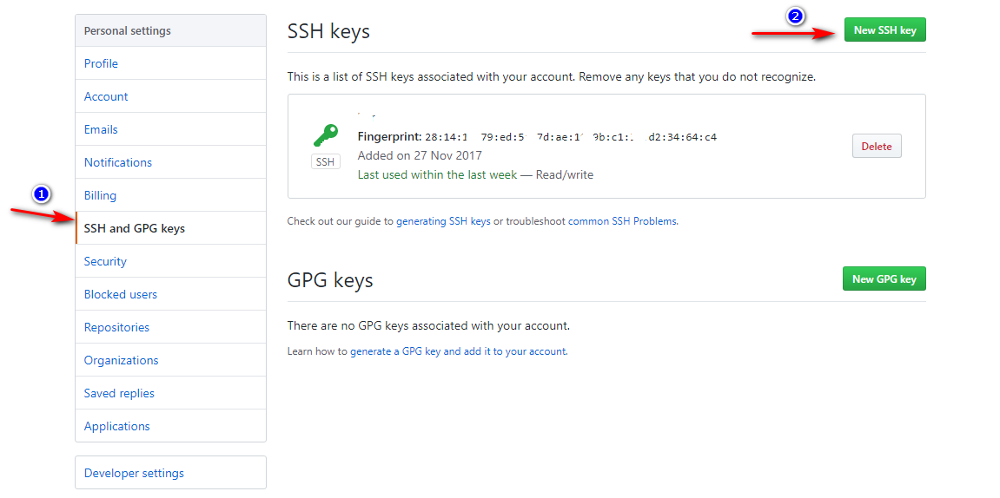 Personal settings
Profile
Account
Emails
Notifications
1
Billing
SSH and GPG keys
Security
Blocked users
Repositories
Organizations
Saved replies
Applications
Developer settings
SSH keys
2
New SSH key
This is a list of SSH keys associated with your account. Remove any keys that you do not recognize.
SSH
Fingerprint: 28:14:1 79:ed:5 7d:ae:1 9b:c1: d2:34:64:c4
Added on 27 Nov 2017
Last used within the last week — Read/write
Delete
Check out our guide to generating SSH keys or troubleshoot common SSH Problems.
GPG keys
New GPG key
There are no GPG keys associated with your account.
Learn how to generate a GPG key and add it to your account.